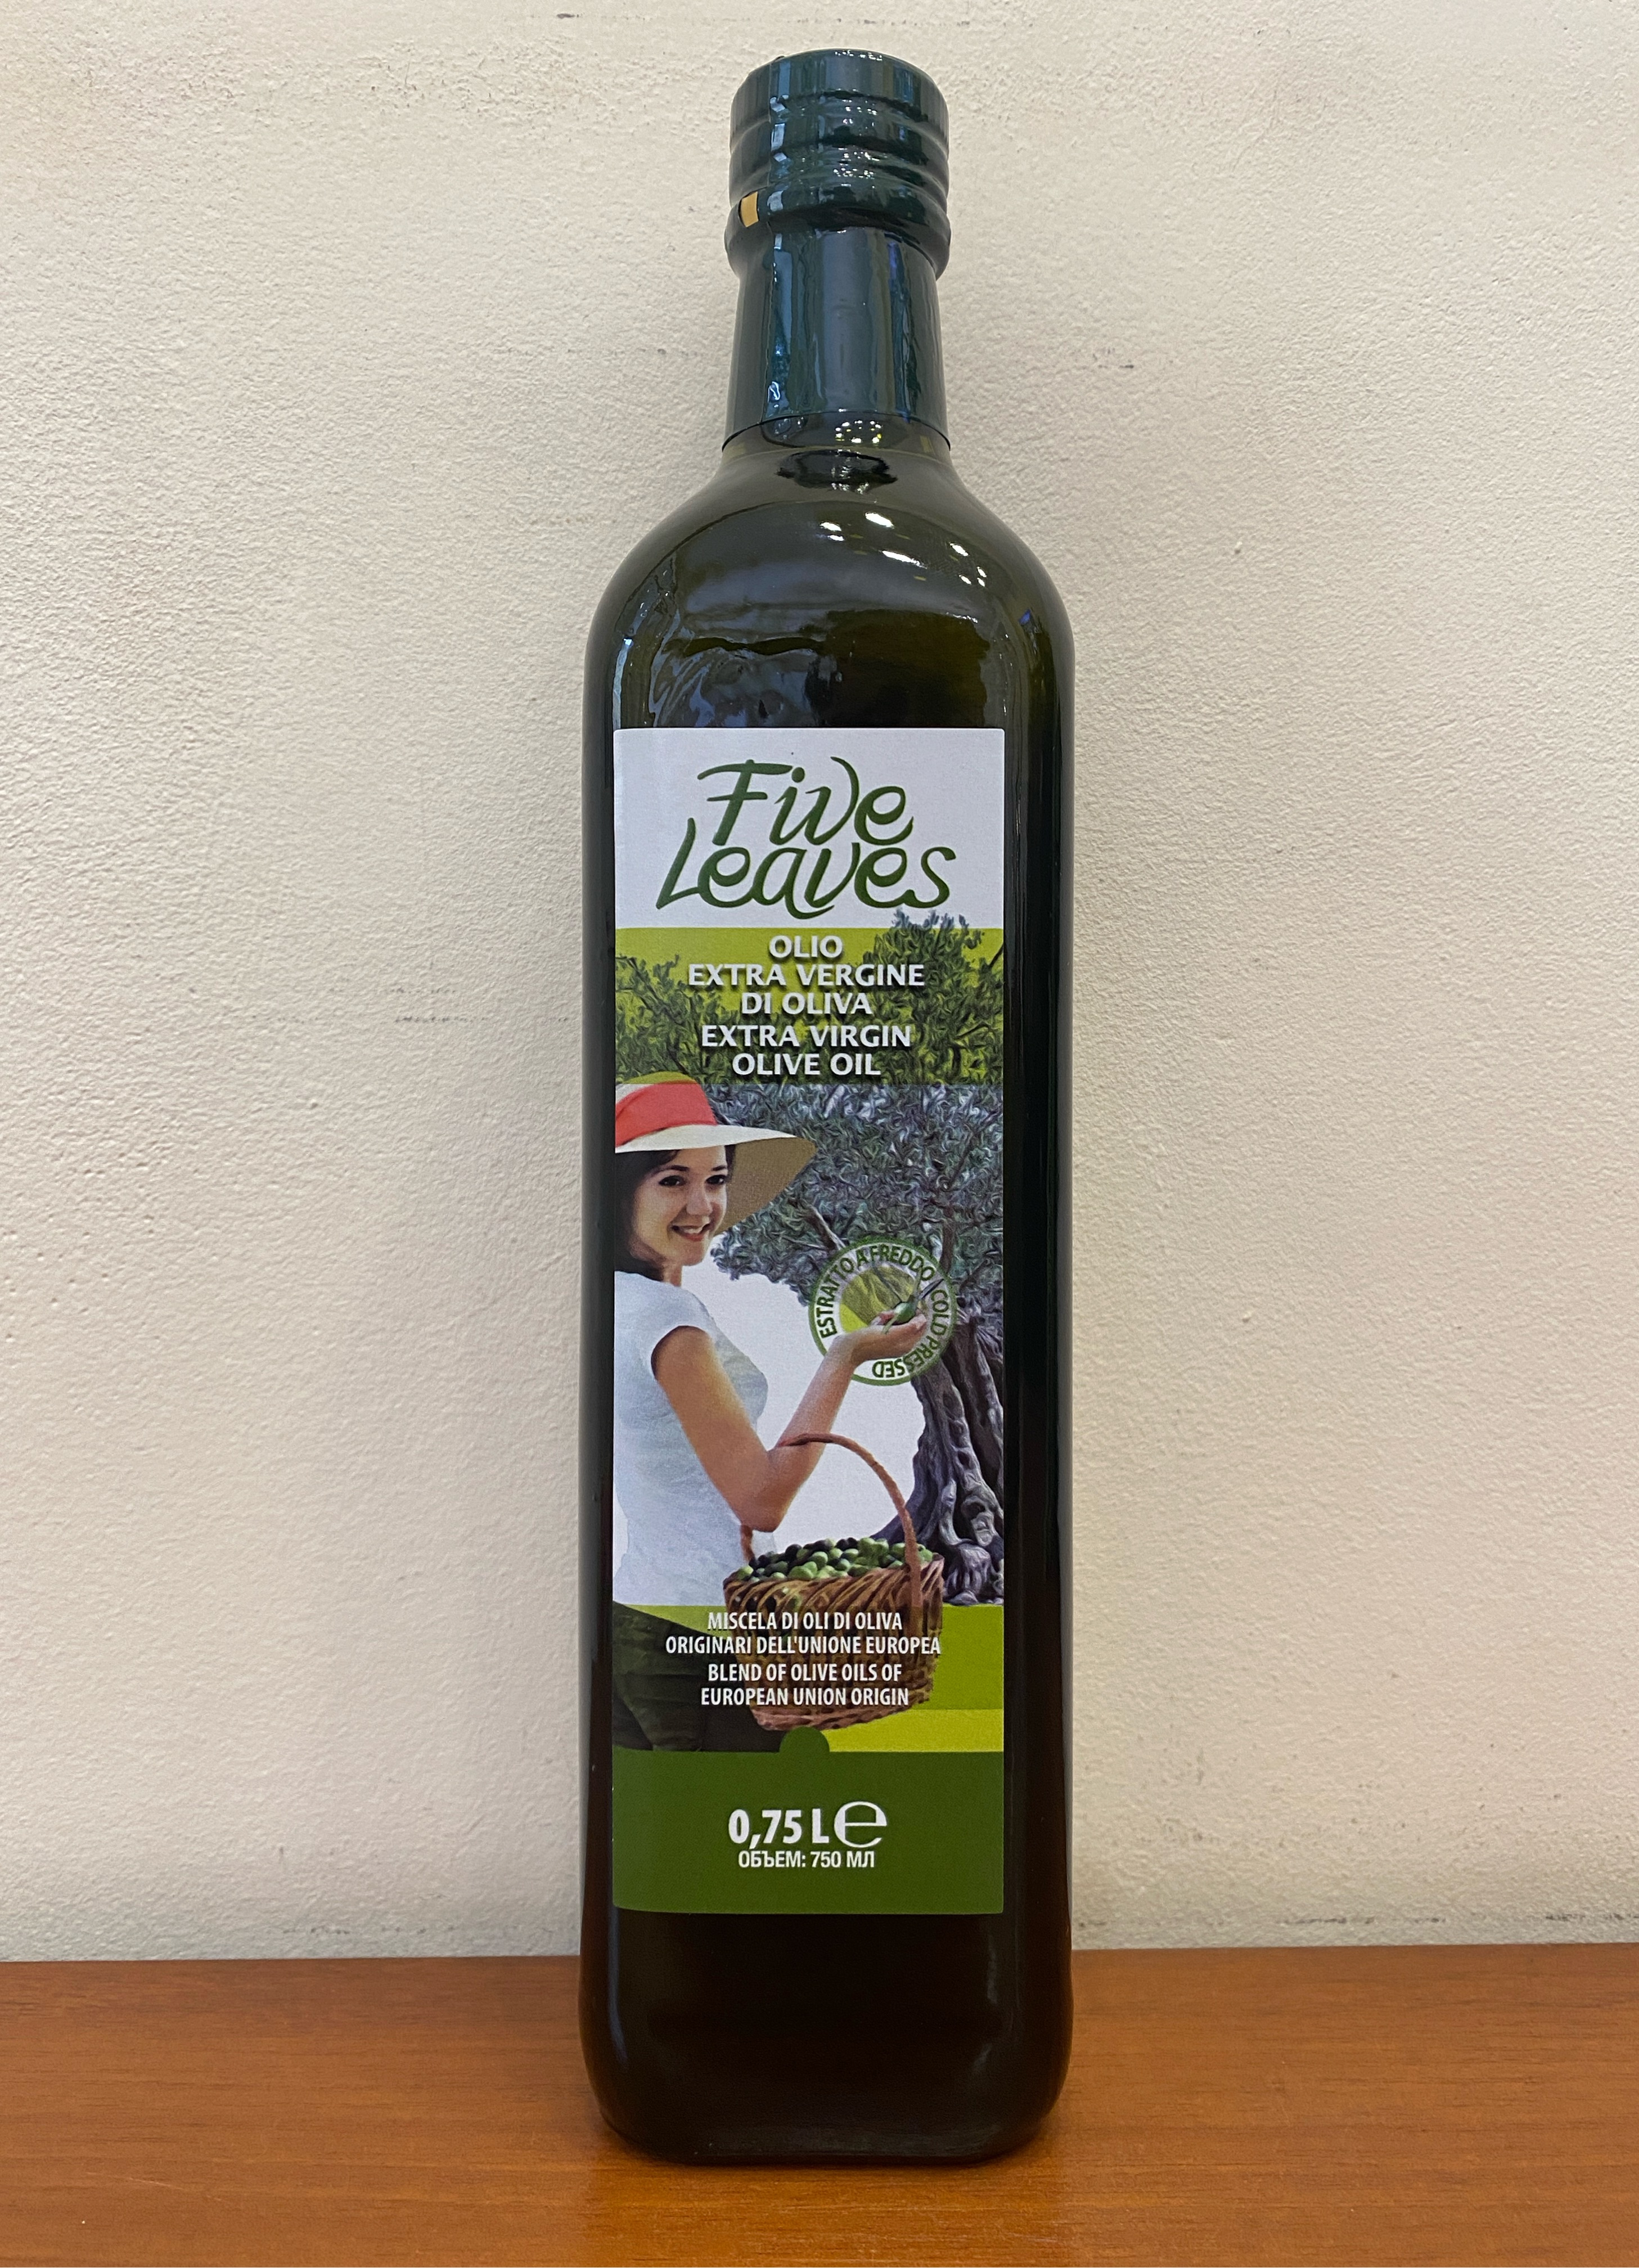 Five
Leaves
OLIO
EXTRA VERGINE
DI OLIVA
EXTRA VIRGIN
OLIVE OIL
ESTRATTO A FREDDO
COLD PRESSED
MISCELA DI OLI DI OLIVA
ORIGINARI DELL'UNIONE EUROPEA
BLEND OF OLIVE OILS OF
EUROPEAN UNION ORIGIN
0,75 L e
ОБЪЕМ: 750 МЛ